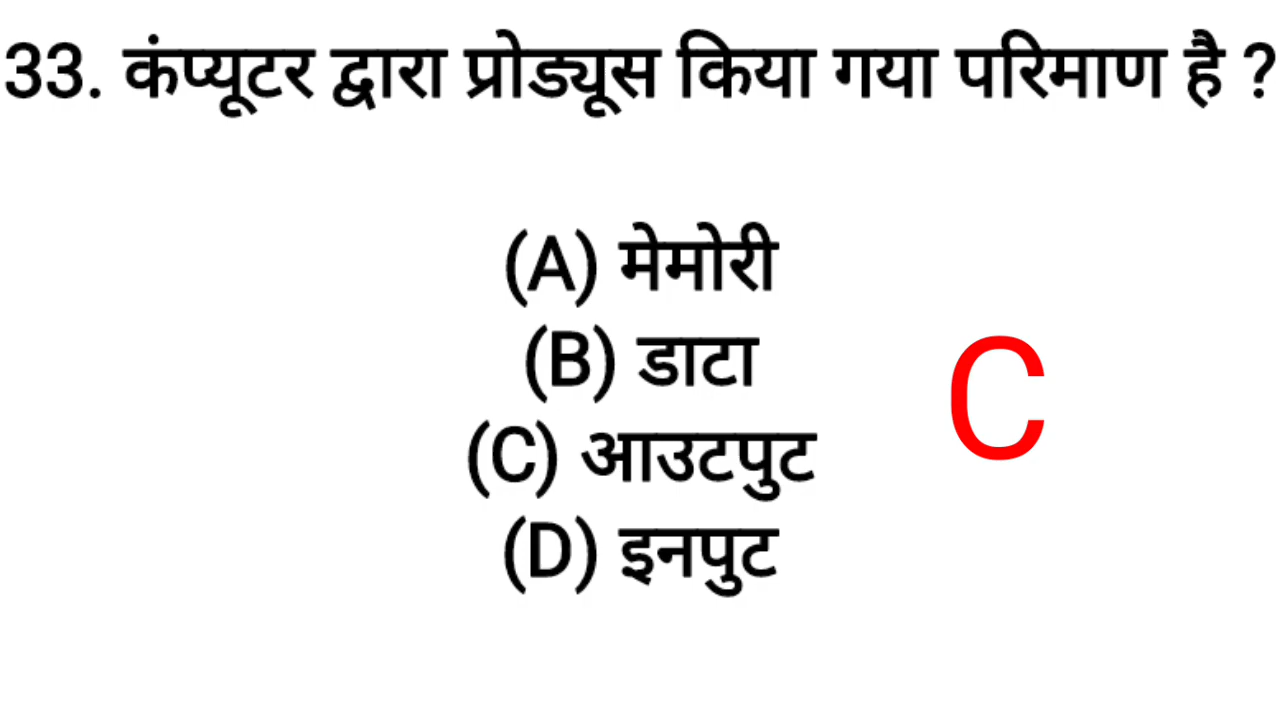 33. कंप्यूटर द्वारा प्रोड्यूस किया गया परिमाण है ?
(A) मेमोरी
(B) डाटा
(C) आउटपुट
(D) इनपुट
C